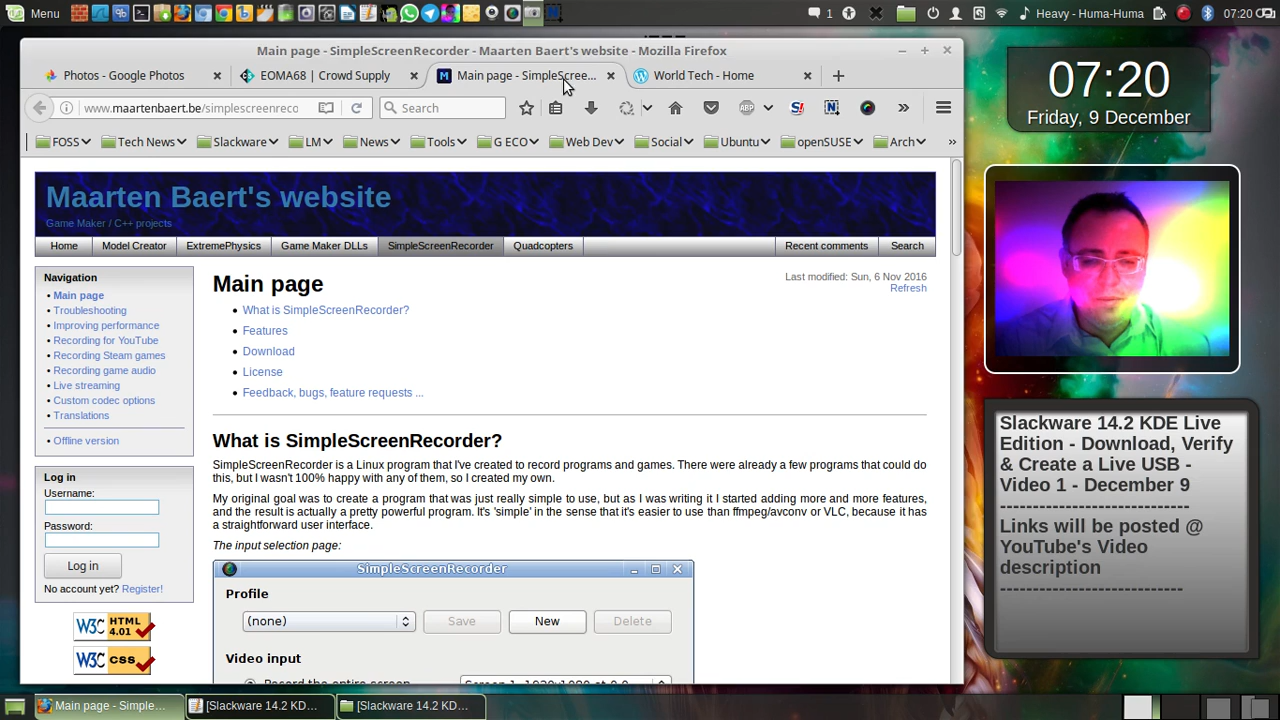 Menu
1
Heavy - Huma-Huma
07:20
Main page - SimpleScreenRecorder - Maarten Baert's website - Mozilla Firefox
Photos - Google Photos
EOMA68 | Crowd Supply
Main page - SimpleScree...
World Tech - Home
www.maartenbaert.be/simplescreenreco
Search
ABP
S!
N
FOSS
Tech News
Slackware
LM
News
Tools
G ECO
Web Dev
Social
Ubuntu
openSUSE
Arch
Maarten Baert's website
Game Maker / C++ projects
Home
Model Creator
ExtremePhysics
Game Maker DLLs
SimpleScreenRecorder
Quadcopters
Recent comments
Search
Navigation
Main page
Troubleshooting
Improving performance
Recording for YouTube
Recording Steam games
Recording game audio
Live streaming
Custom codec options
Translations
Offline version
Log in
Username:
Password:
Log in
No account yet? Register!
W3C HTML 4.01
W3C css
Main page
Last modified: Sun, 6 Nov 2016
Refresh
What is SimpleScreenRecorder?
Features
Download
License
Feedback, bugs, feature requests ...
What is SimpleScreenRecorder?
SimpleScreenRecorder is a Linux program that I've created to record programs and games. There were already a few programs that could do
this, but I wasn't 100% happy with any of them, so I created my own.
My original goal was to create a program that was just really simple to use, but as I was writing it I started adding more and more features,
and the result is actually a pretty powerful program. It's 'simple' in the sense that it's easier to use than ffmpeg/avconv or VLC, because it has
a straightforward user interface.
The input selection page:
SimpleScreenRecorder
Profile
(none)
Save
New
Delete
Video input
Record the entire screen
Screen 1: 1920x1080 at 0,0
07:20
Friday, 9 December
Slackware 14.2 KDE Live
Edition - Download, Verify
& Create a Live USB -
Video 1 - December 9
-----------------------------
Links will be posted @
YouTube's Video
description
----------------------------
Main page - Simple...
[Slackware 14.2 KD...
[Slackware 14.2 KD...